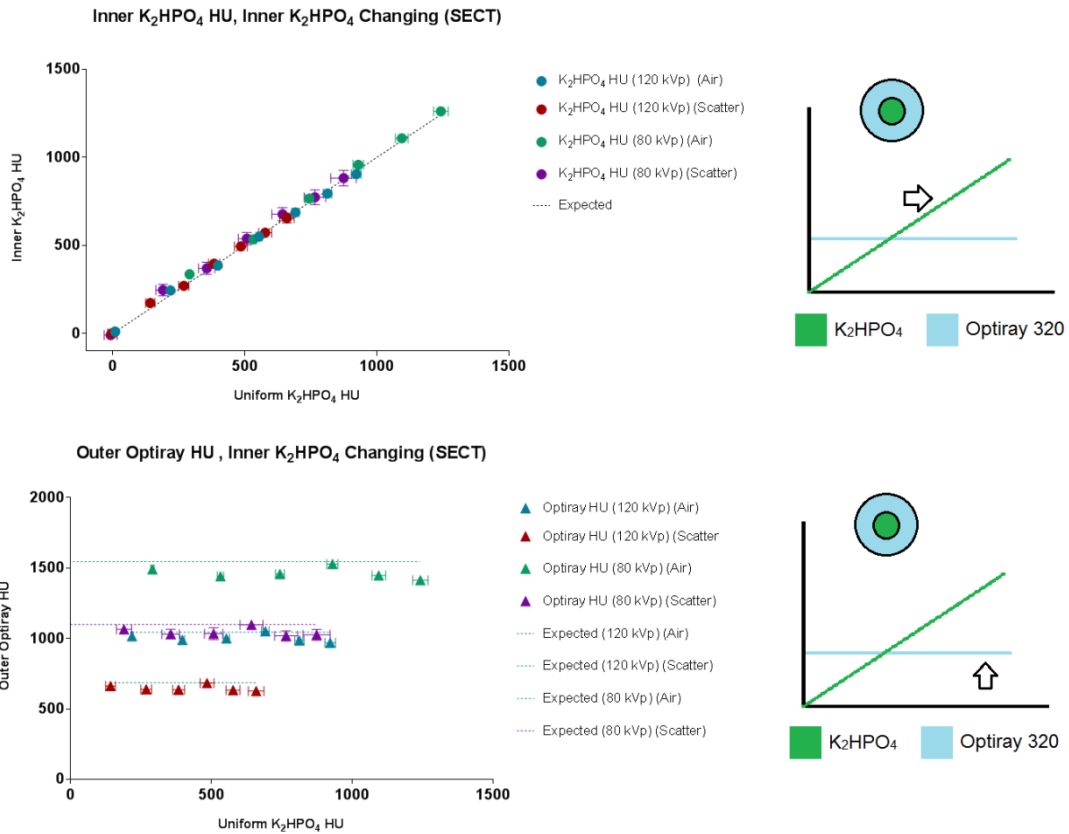 Inner K₂HPO₄ HU, Inner K₂HPO₄ Changing (SECT)
1500
1000
500
0
Inner K₂HPO₄ HU
0 500 1000 1500
Uniform K₂HPO₄ HU
K₂HPO₄ HU (120 kVp) (Air)
K₂HPO₄ HU (120 kVp) (Scatter)
K₂HPO₄ HU (80 kVp) (Air)
K₂HPO₄ HU (80 kVp) (Scatter)
Expected
K₂HPO₄ Optiray 320
Outer Optiray HU , Inner K₂HPO₄ Changing (SECT)
2000
1500
1000
500
0
Outer Optiray HU
0 500 1000 1500
Uniform K₂HPO₄ HU
Optiray HU (120 kVp) (Air)
Optiray HU (120 kVp) (Scatter
Optiray HU (80 kVp) (Air)
Optiray HU (80 kVp) (Scatter)
Expected (120 kVp) (Air)
Expected (120 kVp) (Scatter)
Expected (80 kVp) (Air)
Expected (80 kVp) (Scatter)
K₂HPO₄ Optiray 320